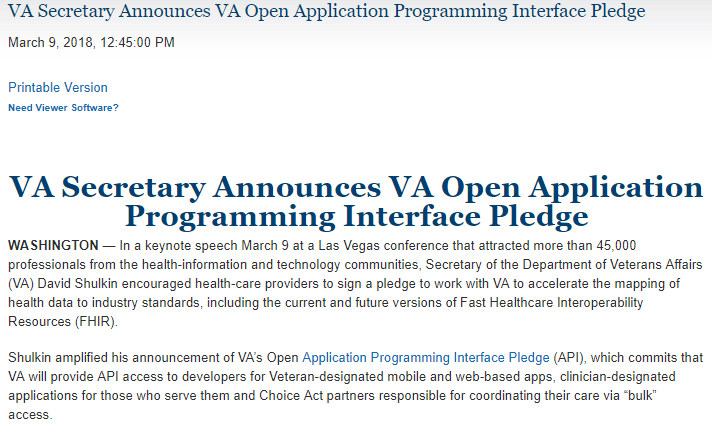 VA Secretary Announces VA Open Application Programming Interface Pledge
March 9, 2018, 12:45:00 PM
Printable Version
Need Viewer Software?
VA Secretary Announces VA Open Application
Programming Interface Pledge
WASHINGTON — In a keynote speech March 9 at a Las Vegas conference that attracted more than 45,000
professionals from the health-information and technology communities, Secretary of the Department of Veterans Affairs
(VA) David Shulkin encouraged health-care providers to sign a pledge to work with VA to accelerate the mapping of
health data to industry standards, including the current and future versions of Fast Healthcare Interoperability
Resources (FHIR).
Shulkin amplified his announcement of VA's Open Application Programming Interface Pledge (API), which commits that
VA will provide API access to developers for Veteran-designated mobile and web-based apps, clinician-designated
applications for those who serve them and Choice Act partners responsible for coordinating their care via “bulk”
access.